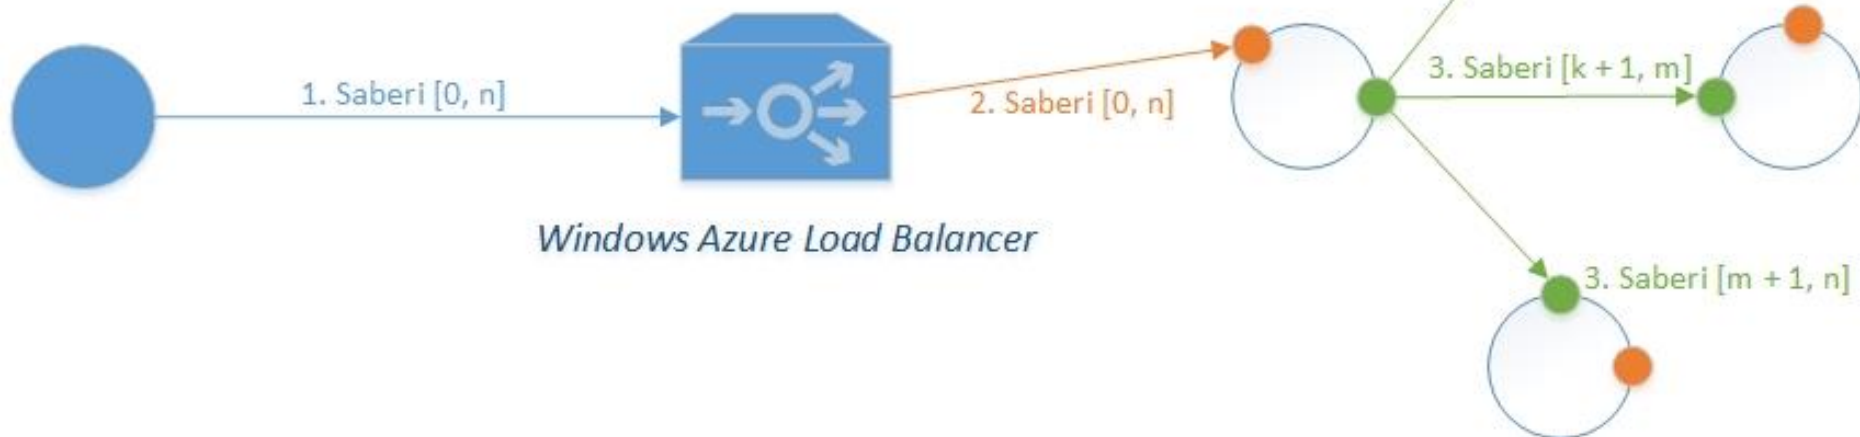 1. Saberi [0, n]
2. Saberi [0, n]
3. Saberi [k + 1, m]
Windows Azure Load Balancer
3. Saberi [m + 1, n]